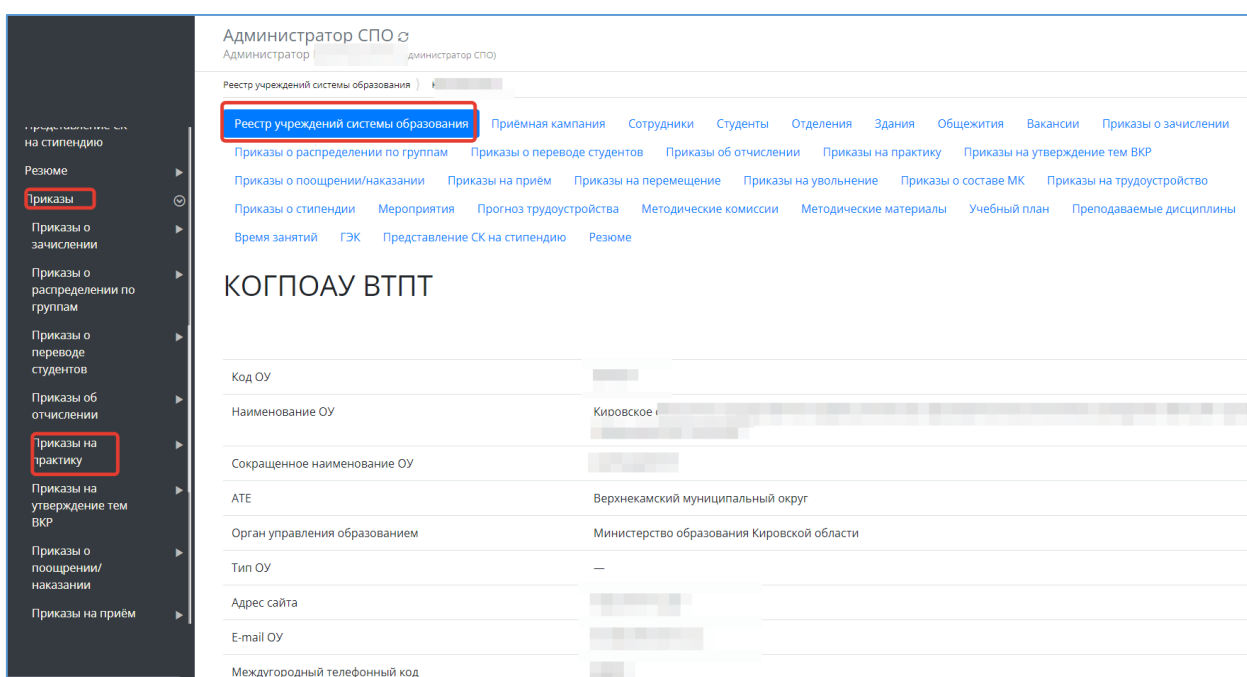 Администратор СПО
Администратор
дминистратор СПО)
Реестр учреждений системы образования
на стипендию
Резюме
Приказы
Приказы о
зачислении
Приказы о
распределении по
группам
Приказы о
переводе
студентов
Приказы об
отчислении
Приказы на
практику
Приказы на
утверждение тем
ВКР
Приказы о
поощрении/
наказании
Приказы на приём
Реестр учреждений системы образования Приёмная кампания Сотрудники Студенты Отделения Здания Общежития Вакансии Приказы о зачислении
Приказы о распределении по группам Приказы о переводе студентов Приказы об отчислении Приказы на практику Приказы на утверждение тем ВКР
Приказы о поощрении/наказании Приказы на приём Приказы на перемещение Приказы на увольнение Приказы о составе МК Приказы на трудоустройство
Приказы о стипендии Мероприятия Прогноз трудоустройства Методические комиссии Методические материалы Учебный план Преподаваемые дисциплины
Время занятий ГЭК Представление СК на стипендию Резюме
КОГПОАУ ВТПТ
Код ОУ
Наименование ОУ Кировское
Сокращенное наименование ОУ
АТЕ Верхнекамский муниципальный округ
Орган управления образованием Министерство образования Кировской области
Тип ОУ —
Адрес сайта
E-mail ОУ
Междугородный телефонный код